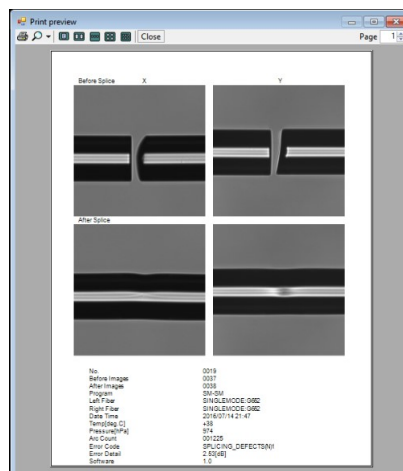 Print preview
Close
Page 1
Before Splice X Y
After Splice
No. 0019
Before Images 0037
After Images 0038
Program SM-SM
Left Fiber SINGLEMODE:G652
Right Fiber SINGLEMODE:G652
Date Time 2016/07/14 21:47
Temp[deg.C] +38
Pressure[hPa] 974
Arc Count 001225
Error Code
Error Detail 2.53[dB]
Software 1.0